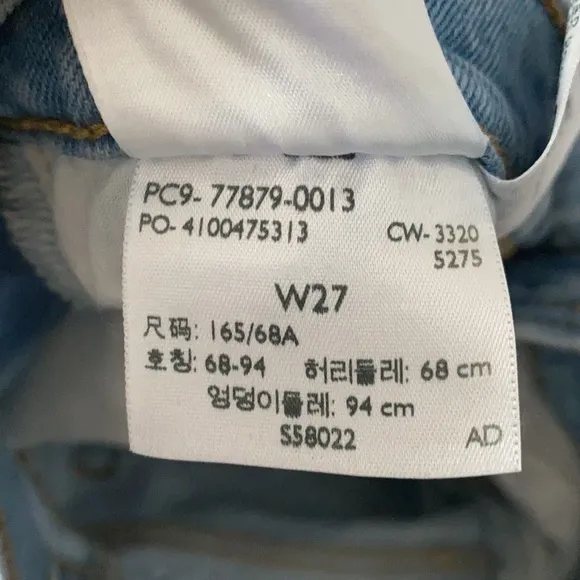 PC9- 77879-0013
PO- 4100475313 CW- 3320
5275
W27
尺码: 165/68A
호칭: 68-94 허리둘레: 68 cm
엉덩이둘레: 94 cm
S58022 AD